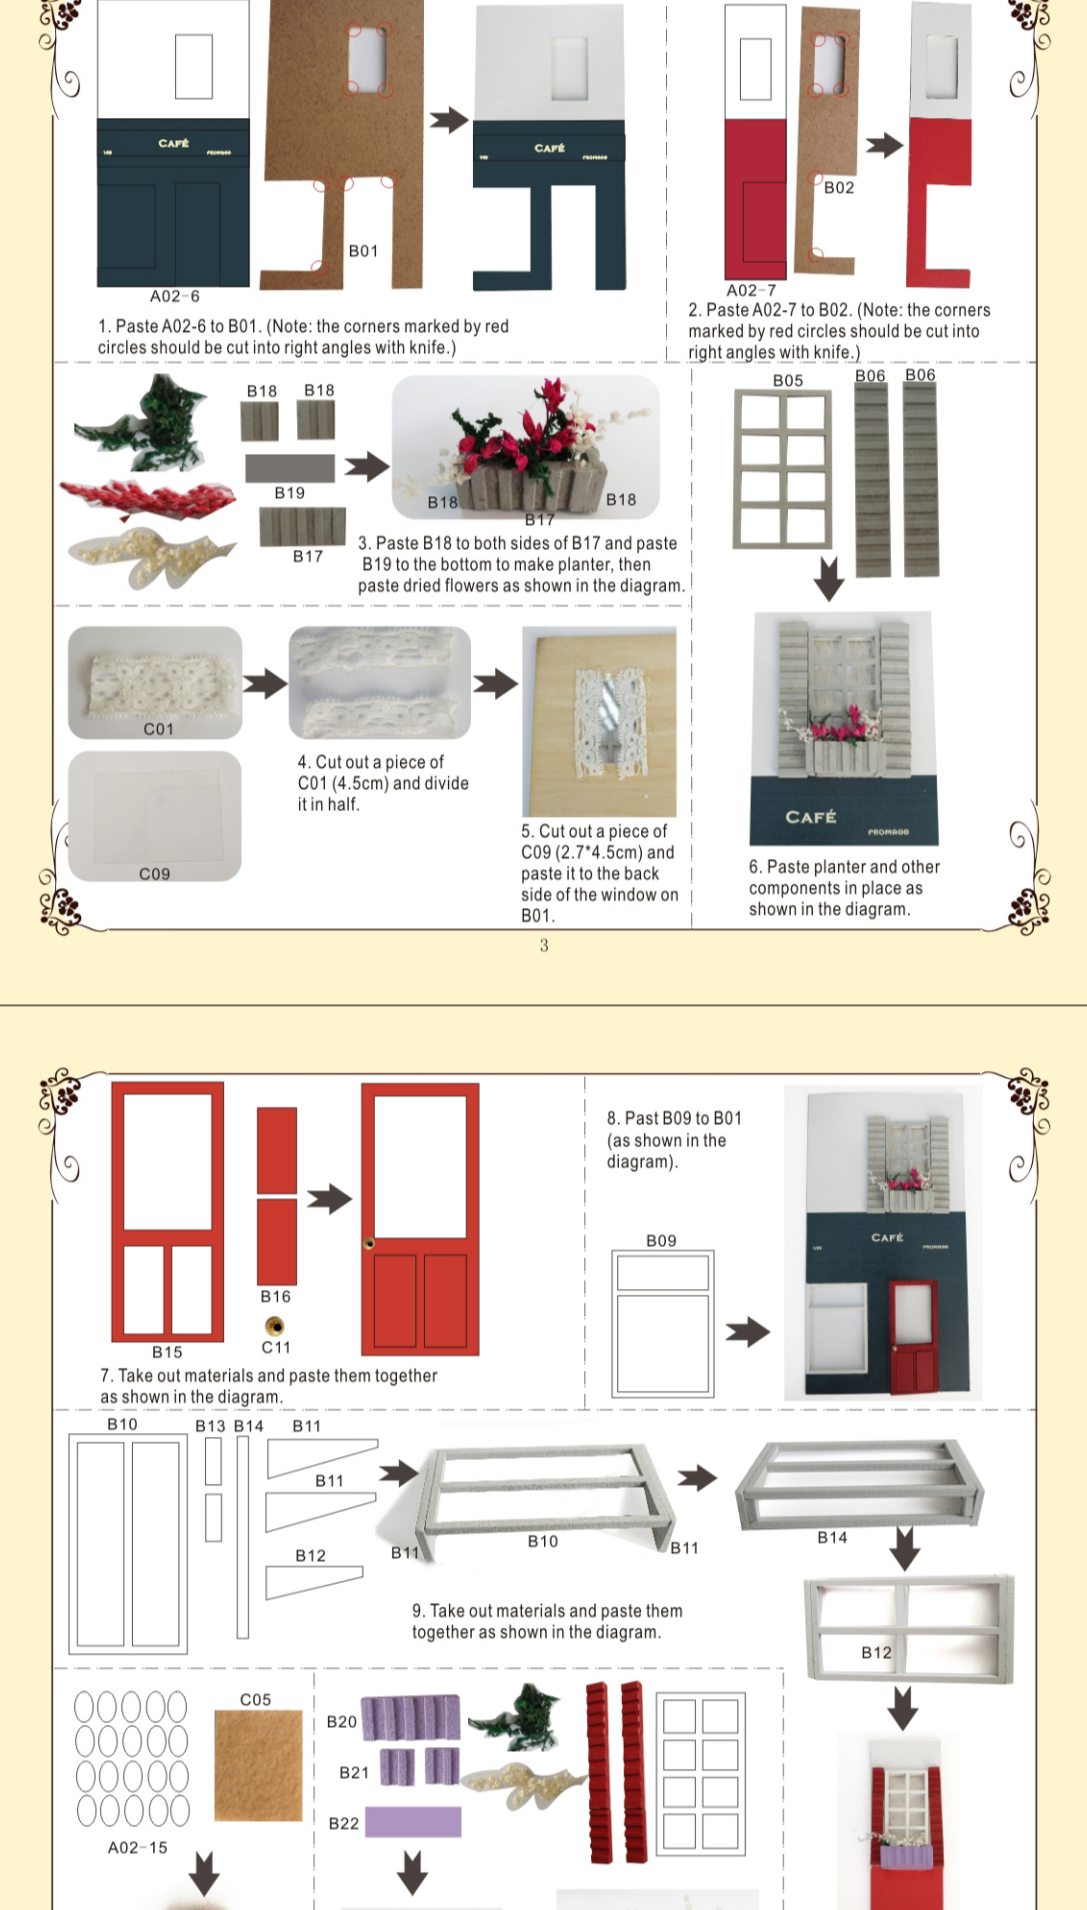 CAFÉ
VIN
FROMAGG
CAFÉ
VIN
FROMAGG
B01
A02-6
1. Paste A02-6 to B01. (Note: the corners marked by red
circles should be cut into right angles with knife.)
B02
A02-7
2. Paste A02-7 to B02. (Note: the corners
marked by red circles should be cut into
right angles with knife.)
B18
B18
B19
B17
B18
B17
B18
3. Paste B18 to both sides of B17 and paste
B19 to the bottom to make planter, then
paste dried flowers as shown in the diagram.
B05
B06
B06
C01
C09
4. Cut out a piece of
C01 (4.5cm) and divide
it in half.
5. Cut out a piece of
C09 (2.7*4.5cm) and
paste it to the back
side of the window on
B01.
CAFÉ
FROMAGG
6. Paste planter and other
components in place as
shown in the diagram.
3
B15
B16
C11
7. Take out materials and paste them together
as shown in the diagram.
8. Past B09 to B01
(as shown in the
diagram).
B09
CAFÉ
VIN
FROMAGG
B10
B13
B14
B11
B11
B12
B11
B10
B11
B14
B12
9. Take out materials and paste them
together as shown in the diagram.
C05
A02-15
B20
B21
B22